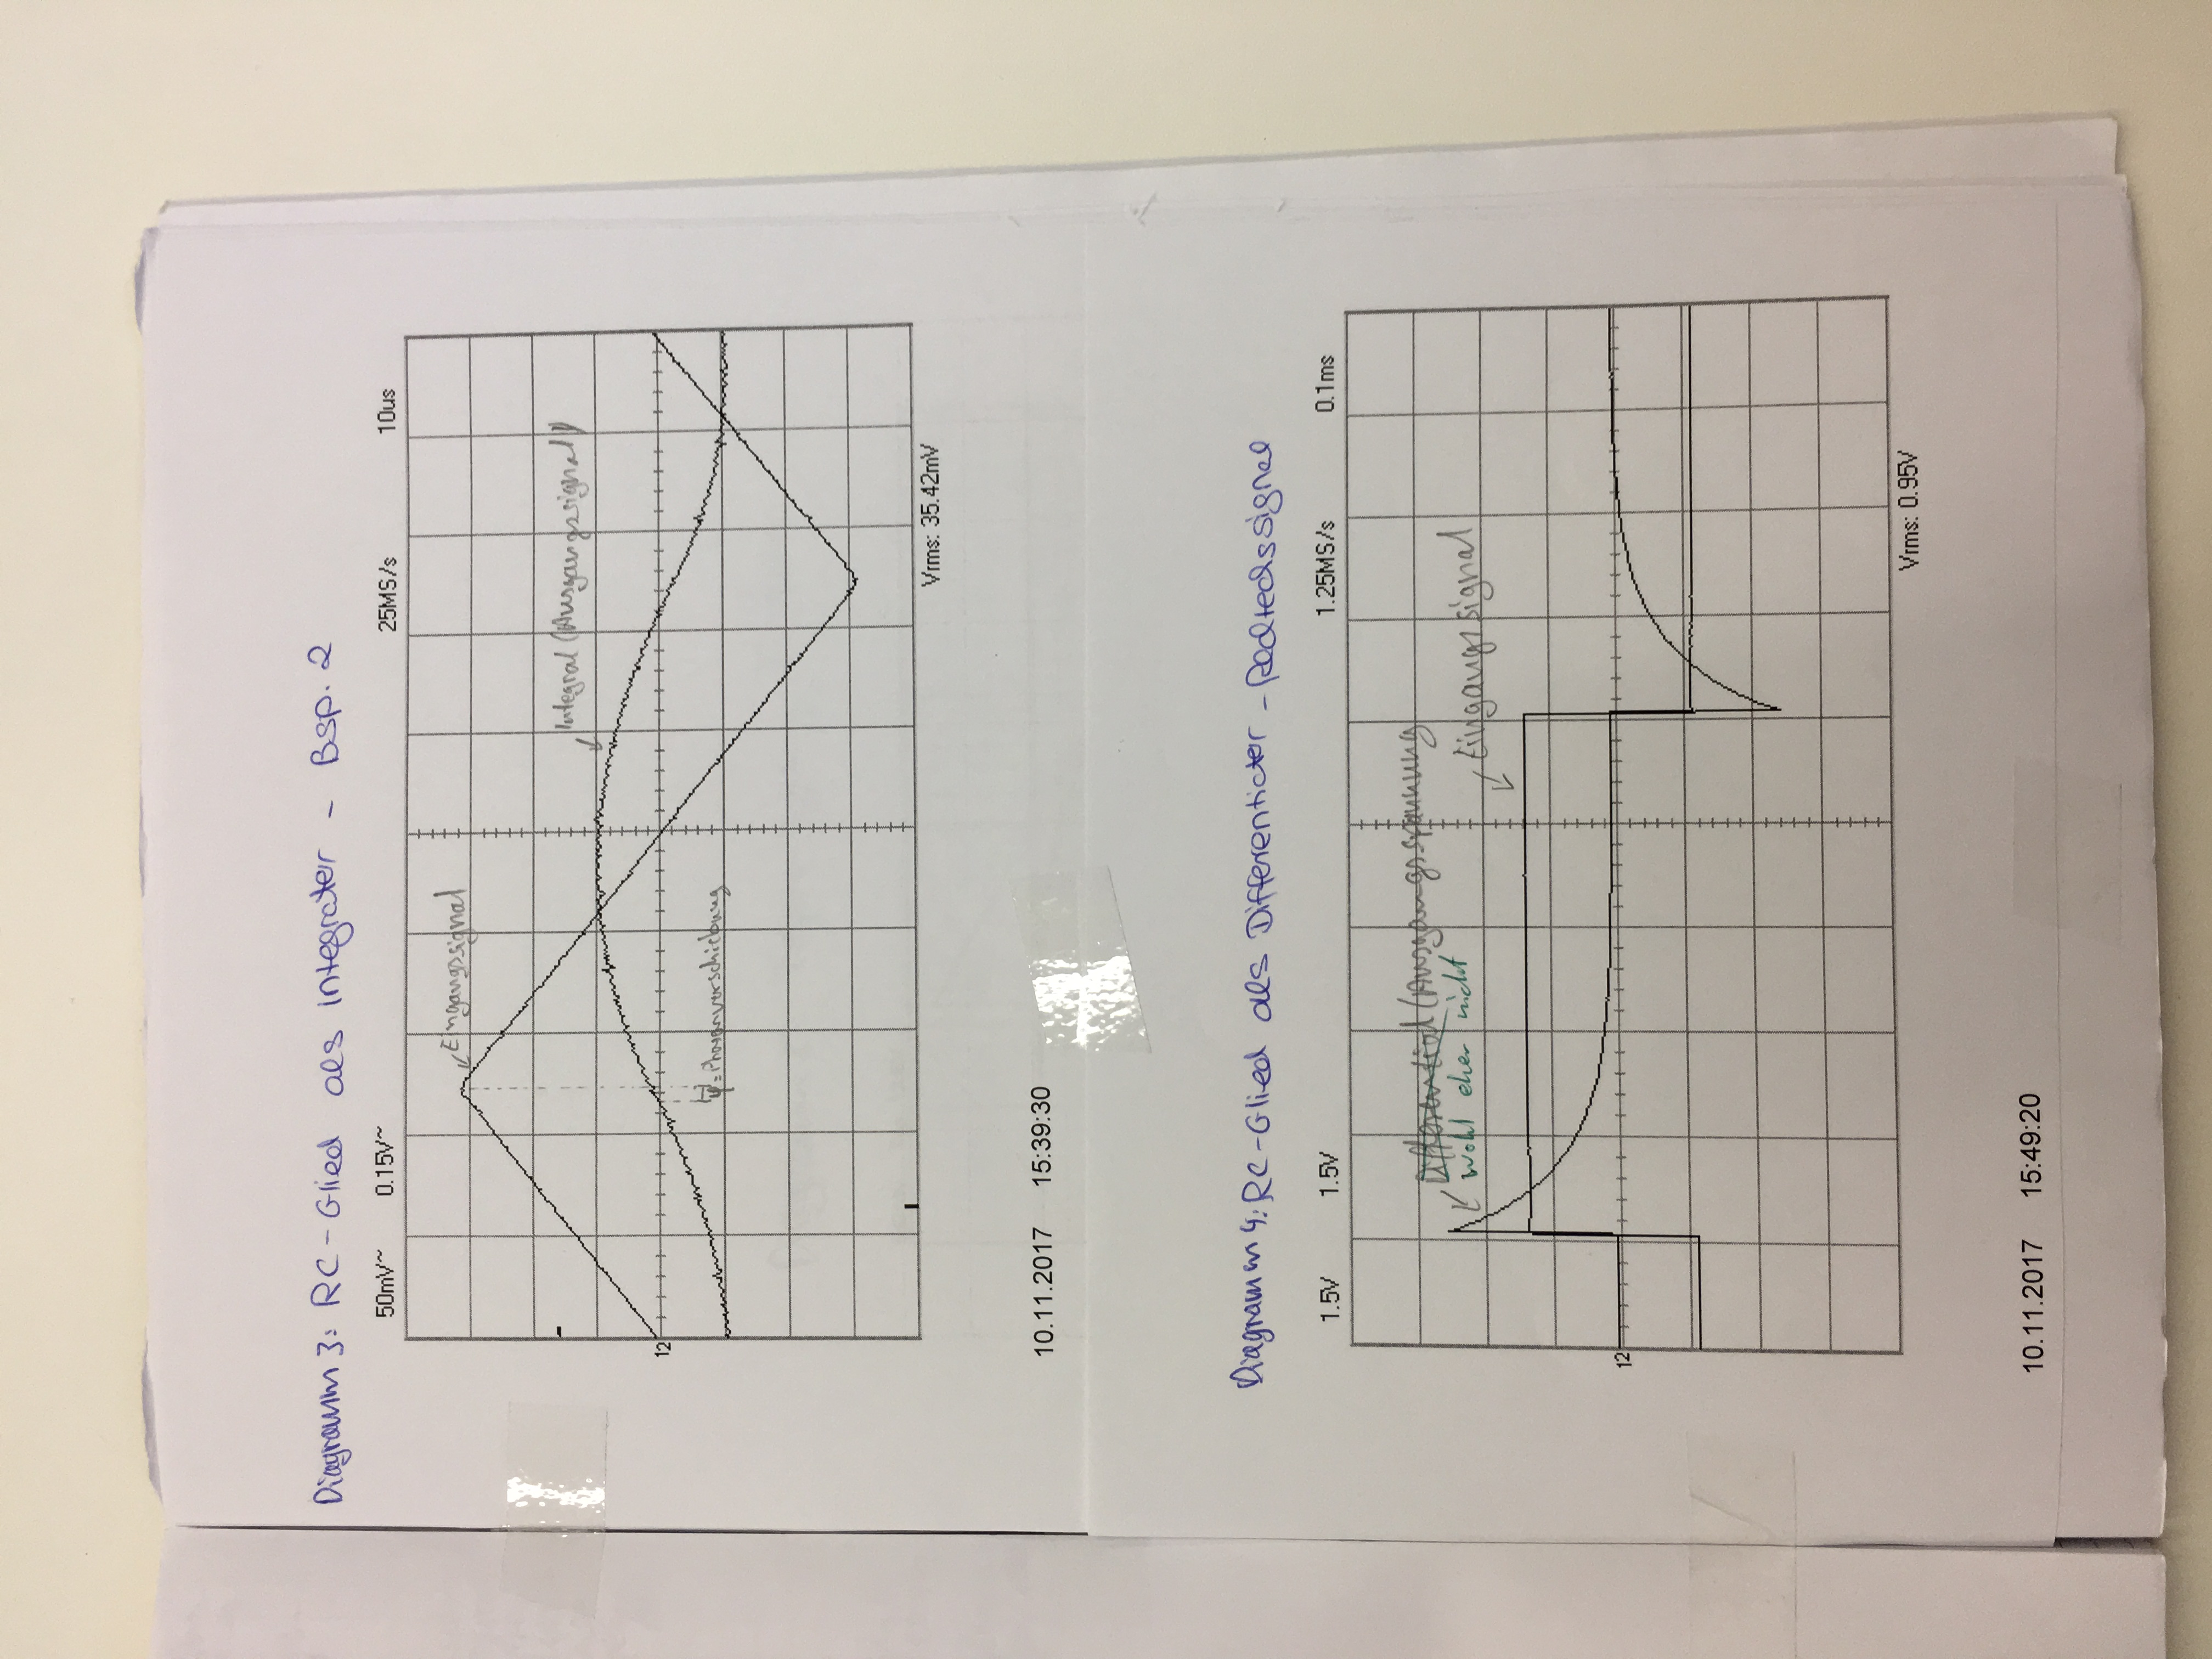 Diagramm 3: RC-Glied als Integrator - Bsp. 2
50mV~ 0.15V~ 25MS/s 10us
Eingangssignal
Integral (Ausgangssignal)
12
φ=Phasenverschiebung
Vrms: 35.42mV
10.11.2017 15:39:30
Diagramm 4: RC-Glied als Differentiator - Rechteckssignal
1.5V 1.5V 1.25MS/s 0.1ms
Differential (Ausgangsspannung
wohl eher nicht
Eingangssignal
12
Vrms: 0.95V
10.11.2017 15:49:20